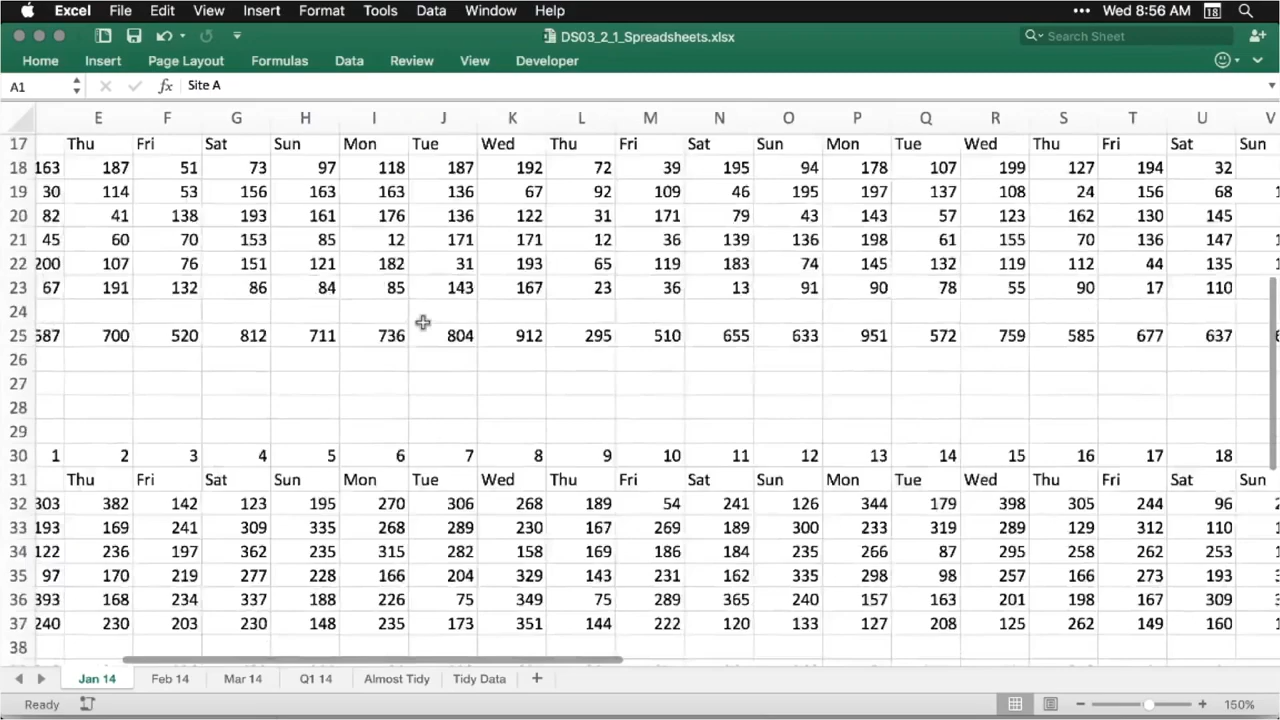 Excel File Edit View Insert Format Tools Data Window Help ••• Wed 8:56 AM 18
DS03_2_1_Spreadsheets.xlsx Search Sheet
Home Insert Page Layout Formulas Data Review View Developer
A1 fx Site A
E F G H I J K L M N O P Q R S T U V
17 Thu Fri Sat Sun Mon Tue Wed Thu Fri Sat Sun Mon Tue Wed Thu Fri Sat Sun
18 163 187 51 73 97 118 187 192 72 39 195 94 178 107 199 127 194 32
19 30 114 53 156 163 163 136 67 92 109 46 195 197 137 108 24 156 68
20 82 41 138 193 161 176 136 122 31 171 79 43 143 57 123 162 130 145
21 45 60 70 153 85 12 171 171 12 36 139 136 198 61 155 70 136 147
22 200 107 76 151 121 182 31 193 65 119 183 74 145 132 119 112 44 135
23 67 191 132 86 84 85 143 167 23 36 13 91 90 78 55 90 17 110
24
25 587 700 520 812 711 736 804 912 295 510 655 633 951 572 759 585 677 637
26
27
28
29
30 1 2 3 4 5 6 7 8 9 10 11 12 13 14 15 16 17 18
31 Thu Fri Sat Sun Mon Tue Wed Thu Fri Sat Sun Mon Tue Wed Thu Fri Sat Sun
32 303 382 142 123 195 270 306 268 189 54 241 126 344 179 398 305 244 96
33 193 169 241 309 335 268 289 230 167 269 189 300 233 319 289 129 312 110
34 122 236 197 362 235 315 282 158 169 186 184 235 266 87 295 258 262 253
35 97 170 219 277 228 166 204 329 143 231 162 335 298 98 257 166 273 193
36 393 168 234 337 188 226 75 349 75 289 365 240 157 163 201 198 167 309
37 240 230 203 230 148 235 173 351 144 222 120 133 127 208 125 262 149 160
38
Jan 14 Feb 14 Mar 14 Q1 14 Almost Tidy Tidy Data +
Ready 150%